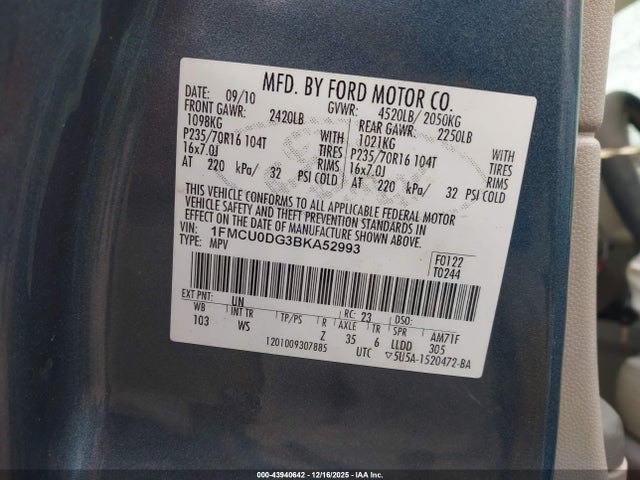 MFD. BY FORD MOTOR CO.
DATE: 09/10 GVWR: 4520LB/ 2050KG
FRONT GAWR: 2420LB REAR GAWR: 2250LB
1098KG WITH 1021KG WITH
P235/70R16 104T TIRES P235/70R16 104T TIRES
16x7.0J RIMS 16x7.0J RIMS
AT 220 kPa/ 32 PSI COLD AT 220 kPa/ 32 PSI COLD
THIS VEHICLE CONFORMS TO ALL APPLICABLE FEDERAL MOTOR
VEHICLE SAFETY AND THEFT PREVENTION STANDARDS IN
EFFECT ON THE DATE OF MANUFACTURE SHOWN ABOVE.
VIN: 1FMCU0DG3BKA52993
TYPE: MPV
F0122
T0244
EXT PNT: UN RC: 23 DSO:
WB INT TR TP/PS R AXLE TR SPR AM71F
103 WS Z 35 6 LLDD 305
1201009307885 UTC ▽5U5A-1520472-BA
000-43940642 / 12/16/2025 / IAA Inc.